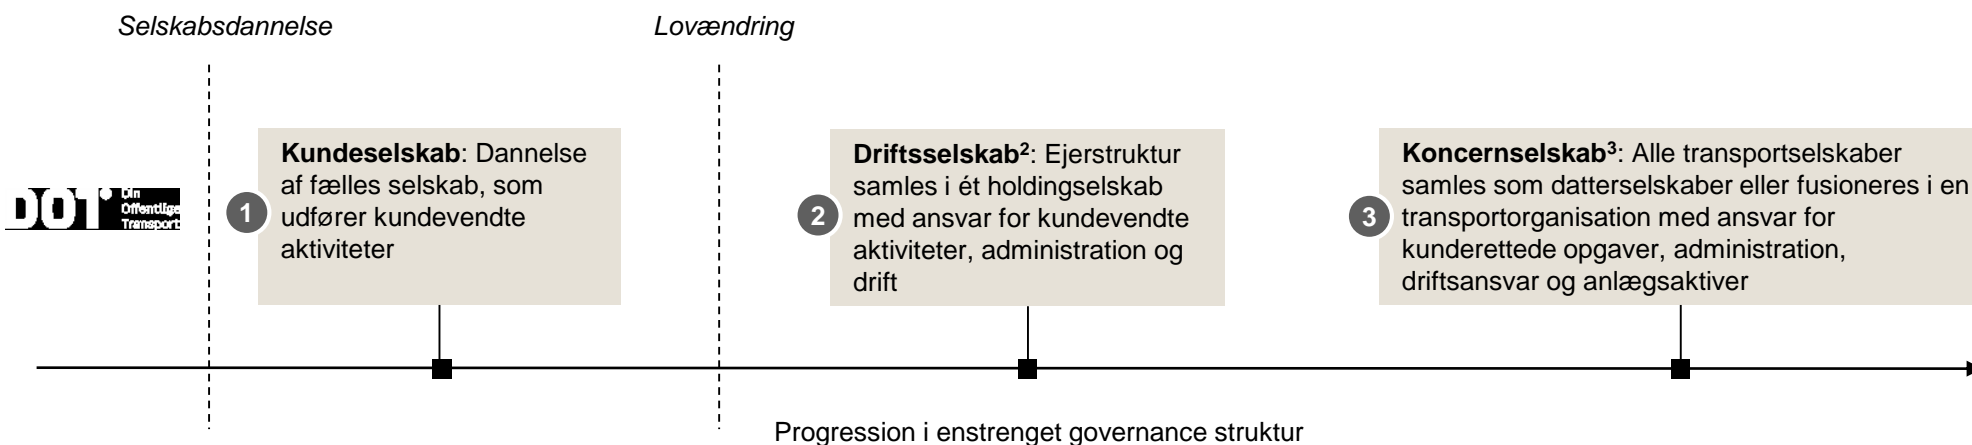 Selskabsdannelse
Lovændring
DOT
Din
Offentlige
Transport
1
Kundeselskab: Dannelse
af fælles selskab, som
udfører kundevendte
aktiviteter
2
Driftsselskab²: Ejerstruktur
samles i ét holdingselskab
med ansvar for kundevendte
aktiviteter, administration og
drift
3
Koncernselskab³: Alle transportselskaber
samles som datterselskaber eller fusioneres i en
transportorganisation med ansvar for
kunderettede opgaver, administration,
driftsansvar og anlægsaktiver
Progression i enstrenget governance struktur